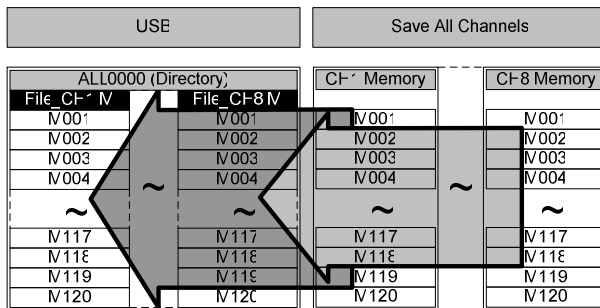 USB Save All Channels
ALL0000 (Directory) CH1 Memory CH8 Memory
File_CH1 M File_CH8 M
M001 M001 M001 M001
M002 M002 M002 M002
M003 M003 M003 M003
M004 M004 M004 M004
~ ~ ~ ~ ~ ~
M117 M117 M117 M117
M118 M118 M118 M118
M119 M119 M119 M119
M120 M120 M120 M120